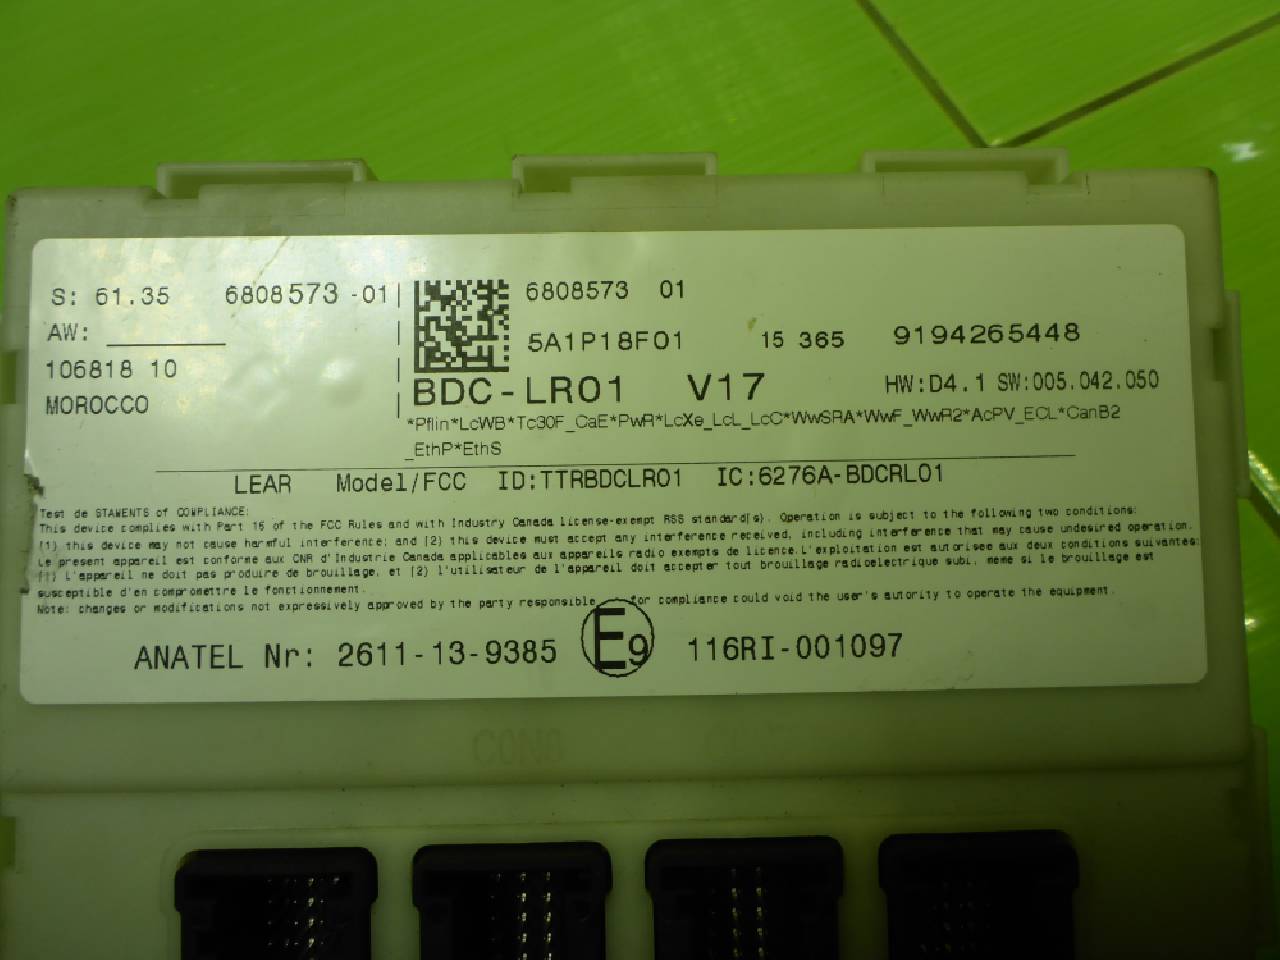 S: 61.35 6808573 -01
AW:
106818 10
MOROCCO
6808573 01
5A1P18F01 15 365 9194265448
BDC-LR01 V17 HW:D4.1 SW:005.042.050
*Pflin*LcWB*Tc30F_CaE*PwR*LcXe_LcL_LcC*WwSRA*WwF_WwR2*AcPV_ECL*CanB2
_EthP*EthS
LEAR Model/FCC ID:TTRBDCLR01 IC:6276A-BDCRL01
Test de STAWENTS of COMPLIANCE:
This device complies with Part 15 of the FCC Rules and with Industry Canada license-exempt RSS standard(s). Operation is subject to the following two conditions:
(1) this device may not cause harmful interference; and (2) this device must accept any interference received, including interference that may cause undesired operation.
Le present appareil est conforme aux CNR d'Industrie Canada applicables aux appareils radio exempts de licence.L'exploitation est autorisee aux deux conditions suivantes:
(1) L'appareil ne doit pas produire de brouillage, et (2) l'utilisateur de l'appareil doit accepter tout brouillage radioelectrique subi, meme si le brouillage est
susceptible d'en compromettre le fonctionnement.
Note: changes or modifications not expressively approved by the party responsible for compliance could void the user's autority to operate the equipment.
ANATEL Nr: 2611-13-9385 E9 116RI-001097